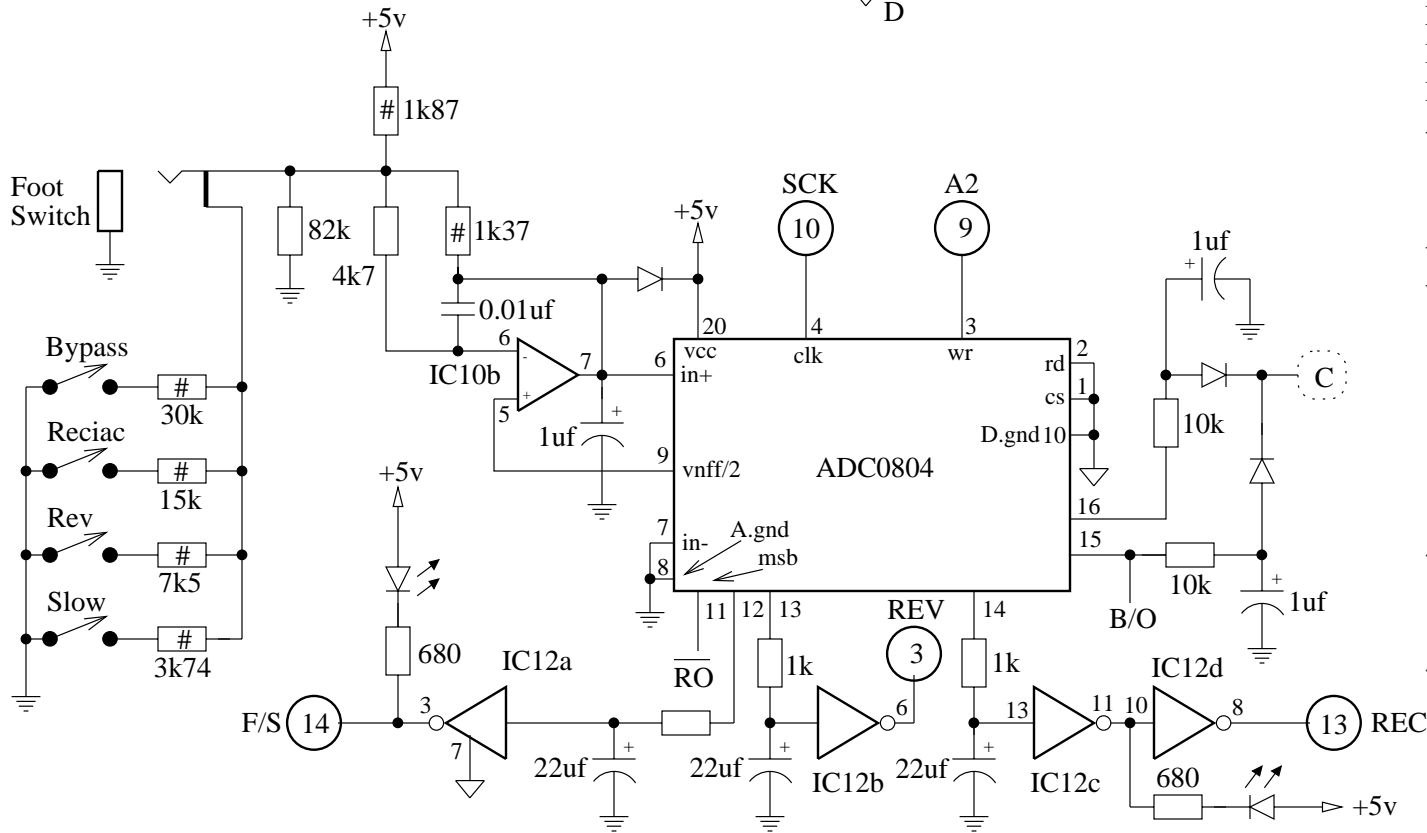 D
+5v
# 1k87
Foot
Switch
82k
4k7
# 1k37
0.01uf
+5v
SCK
10
A2
9
1uf
+
20
4
3
vcc
clk
wr
6
-
7
IC10b
+
5
6
in+
1uf
+
9
vnff/2
ADC0804
2
rd
1
cs
D.gnd 10
10k
C
Bypass
#
30k
Reciac
#
15k
Rev
#
7k5
Slow
#
3k74
+5v
7
in-
8
A.gnd
msb
16
15
10k
B/O
+
1uf
11
12
13
14
RO
680
IC12a
F/S
14
3
7
22uf
+
1k
REV
3
6
22uf
+
IC12b
1k
13
22uf
+
11
IC12c
10
IC12d
8
13
REC
680
+5v